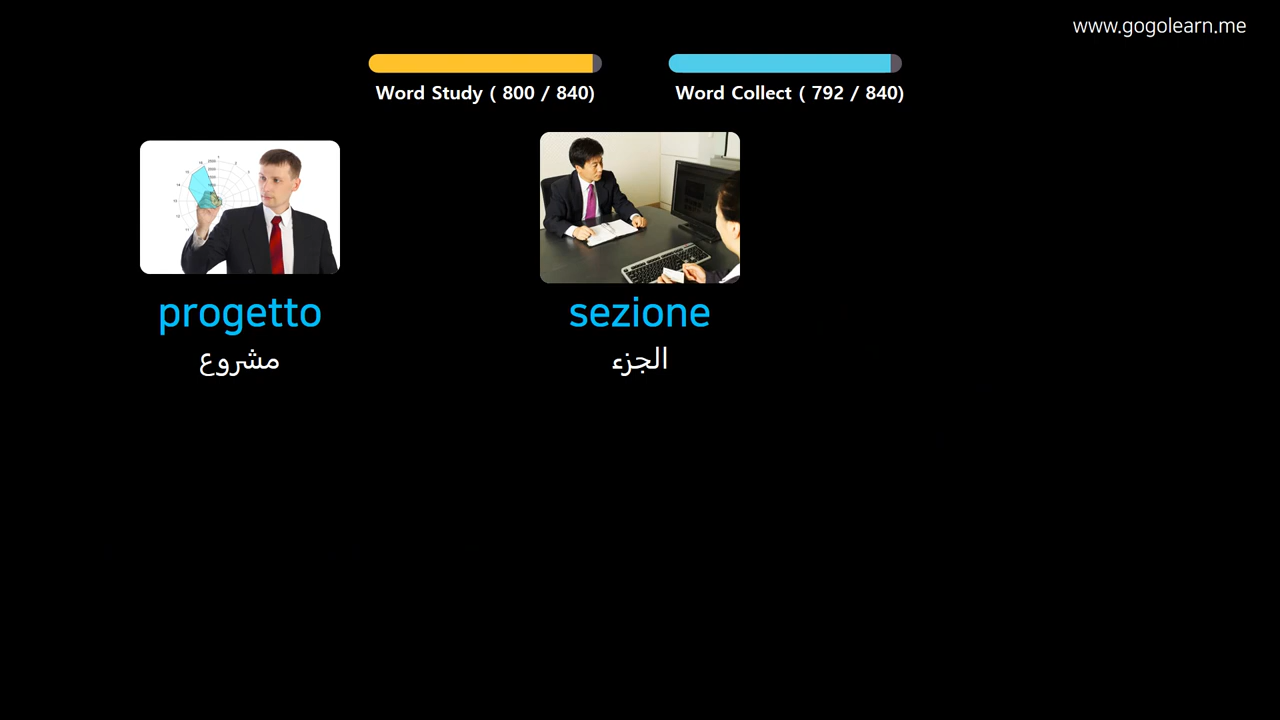 www.gogolearn.me
Word Study ( 800 / 840)
Word Collect ( 792 / 840)
progetto
مشروع
sezione
الجزء